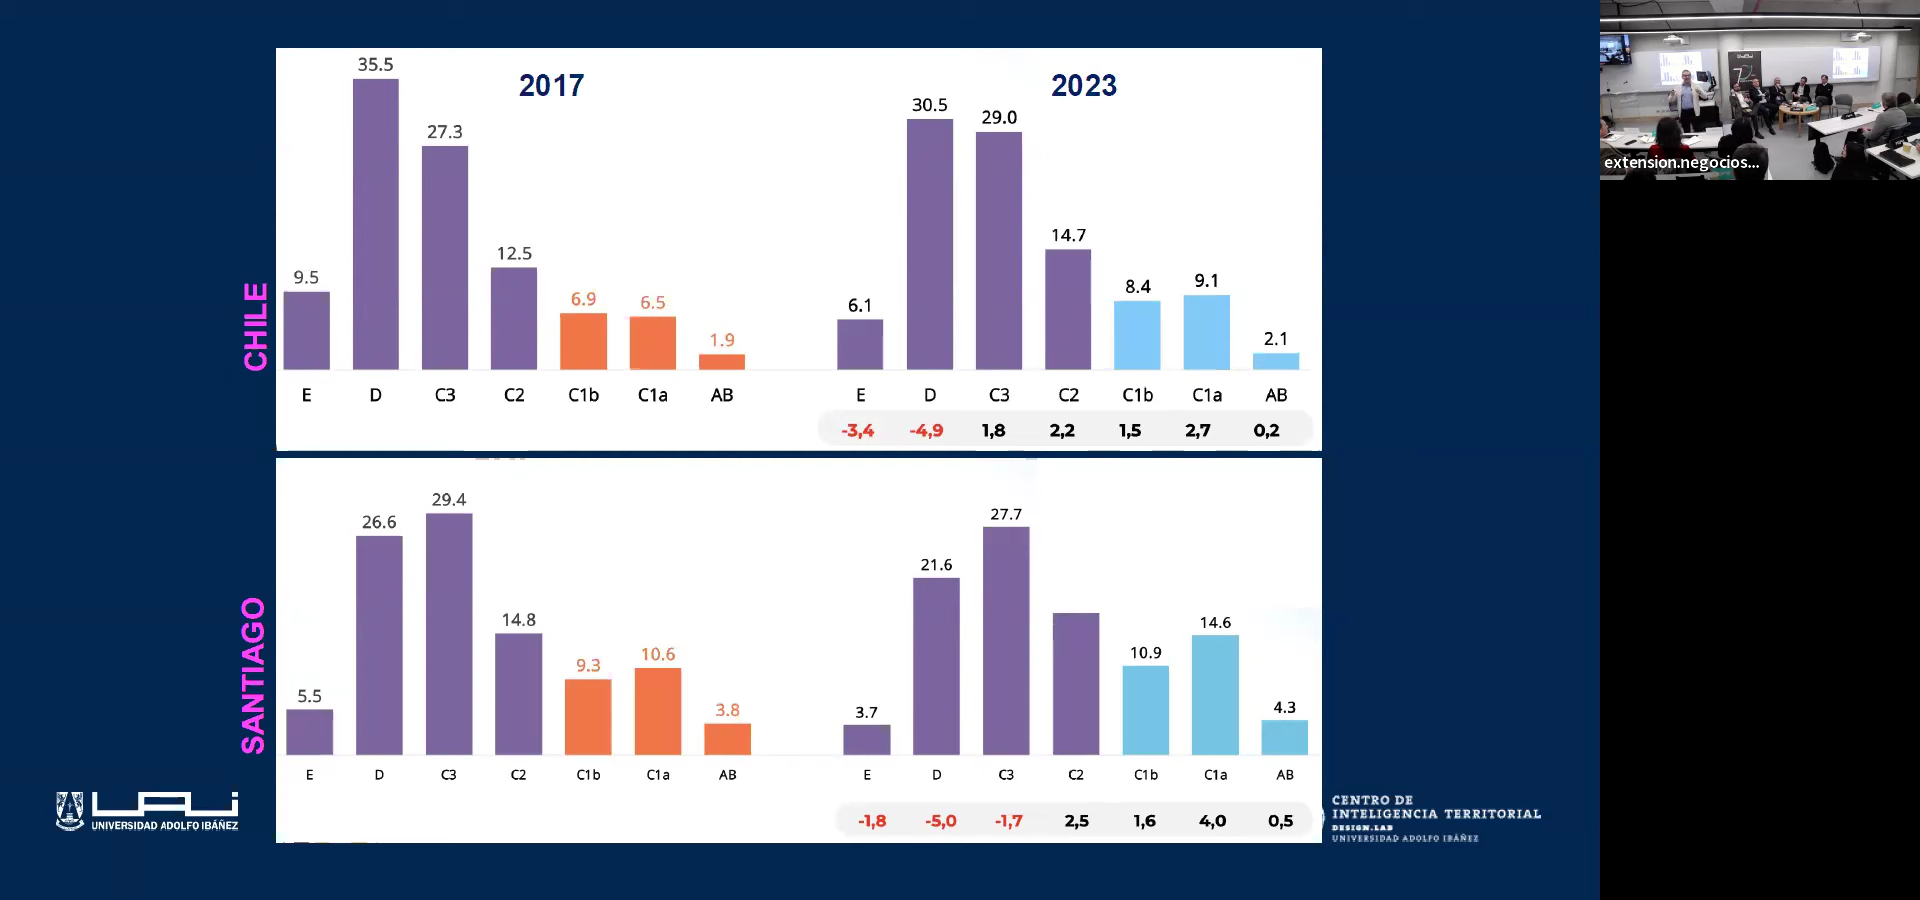 2017
2023
CHILE
35.5
27.3
12.5
9.5
6.9
6.5
1.9
E D C3 C2 C1b C1a AB
30.5
29.0
14.7
6.1
8.4
9.1
2.1
E D C3 C2 C1b C1a AB
-3,4 -4,9 1,8 2,2 1,5 2,7 0,2
SANTIAGO
5.5
26.6
29.4
14.8
9.3
10.6
3.8
E D C3 C2 C1b C1a AB
3.7
21.6
27.7
10.9
14.6
4.3
E D C3 C2 C1b C1a AB
-1,8 -5,0 -1,7 2,5 1,6 4,0 0,5
UAI
UNIVERSIDAD ADOLFO IBÁÑEZ
CENTRO DE
INTELIGENCIA TERRITORIAL
DESIGN.LAB
UNIVERSIDAD ADOLFO IBÁÑEZ
extension.negocios...